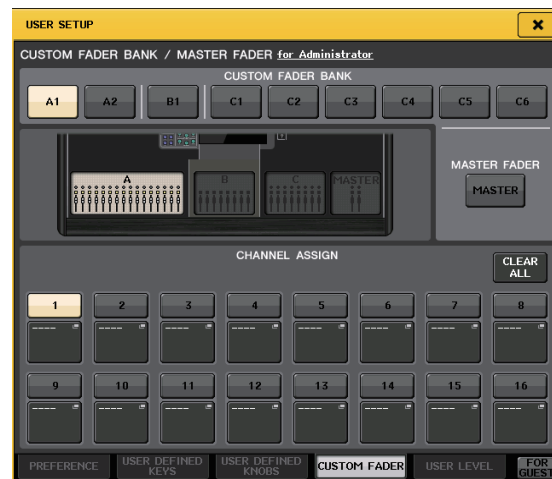 USER SETUP
CUSTOM FADER BANK / MASTER FADER for Administrator
CUSTOM FADER BANK
A1 A2 B1 C1 C2 C3 C4 C5 C6
A B C MASTER
MASTER FADER
MASTER
CHANNEL ASSIGN
CLEAR
ALL
1 2 3 4 5 6 7 8
---- ---- ---- ---- ---- ---- ---- ----
9 10 11 12 13 14 15 16
---- ---- ---- ---- ---- ---- ---- ----
PREFERENCE USER DEFINED KEYS USER DEFINED KNOBS CUSTOM FADER USER LEVEL FOR GUEST